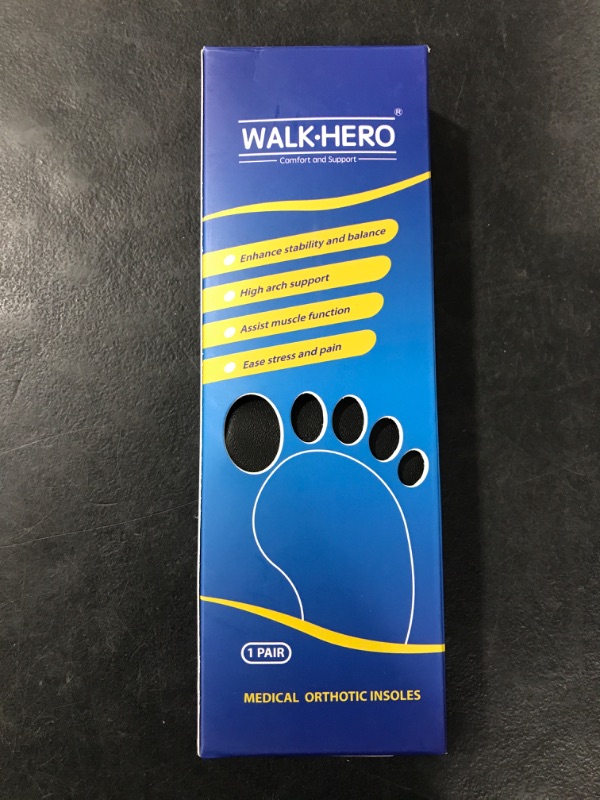 ®
WALK·HERO
Comfort and Support
Enhance stability and balance
High arch support
Assist muscle function
Ease stress and pain
1 PAIR
MEDICAL ORTHOTIC INSOLES